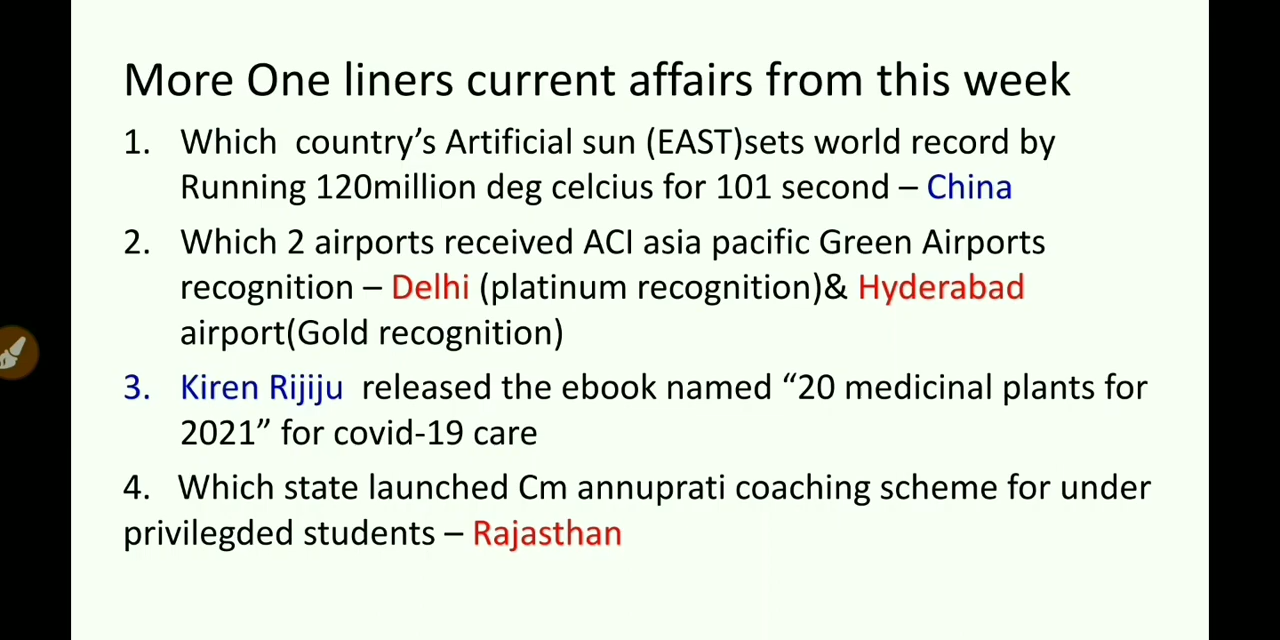 More One liners current affairs from this week
1. Which country's Artificial sun (EAST)sets world record by
Running 120million deg celcius for 101 second – China
2. Which 2 airports received ACI asia pacific Green Airports
recognition – Delhi (platinum recognition)& Hyderabad
airport(Gold recognition)
3. Kiren Rijiju released the ebook named “20 medicinal plants for
2021” for covid-19 care
4. Which state launched Cm annuprati coaching scheme for under
privilegded students – Rajasthan